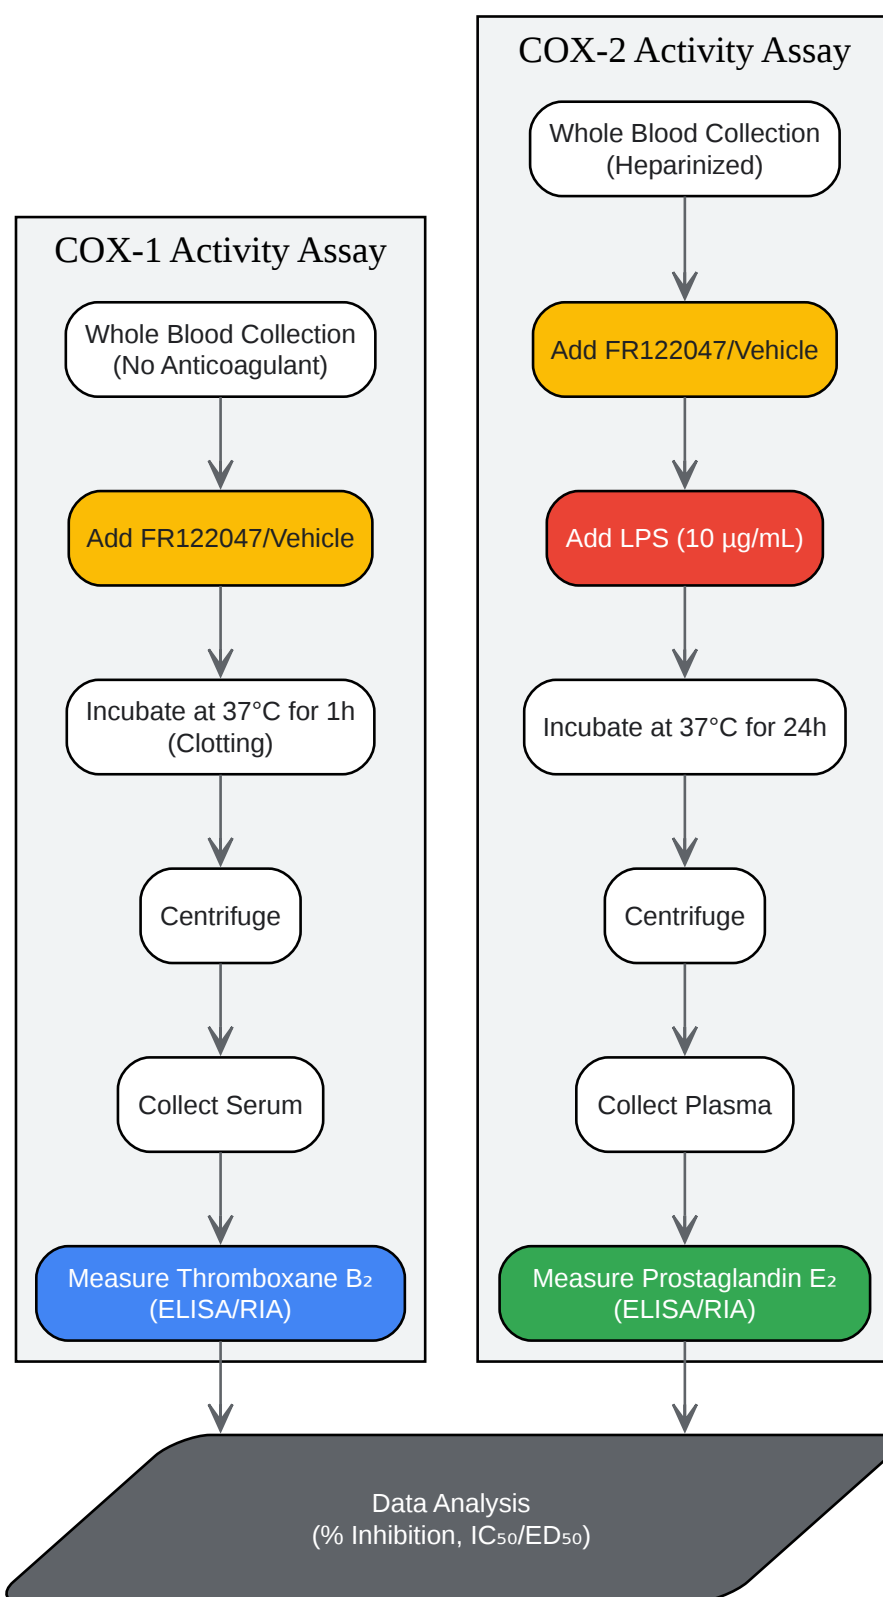 COX-1 Activity Assay
Whole Blood Collection
(No Anticoagulant)
Add FR122047/Vehicle
Incubate at 37°C for 1h
(Clotting)
Centrifuge
Collect Serum
Measure Thromboxane B₂
(ELISA/RIA)
COX-2 Activity Assay
Whole Blood Collection
(Heparinized)
Add FR122047/Vehicle
Add LPS (10 µg/mL)
Incubate at 37°C for 24h
Centrifuge
Collect Plasma
Measure Prostaglandin E₂
(ELISA/RIA)
Data Analysis
(% Inhibition, IC₅₀/ED₅₀)